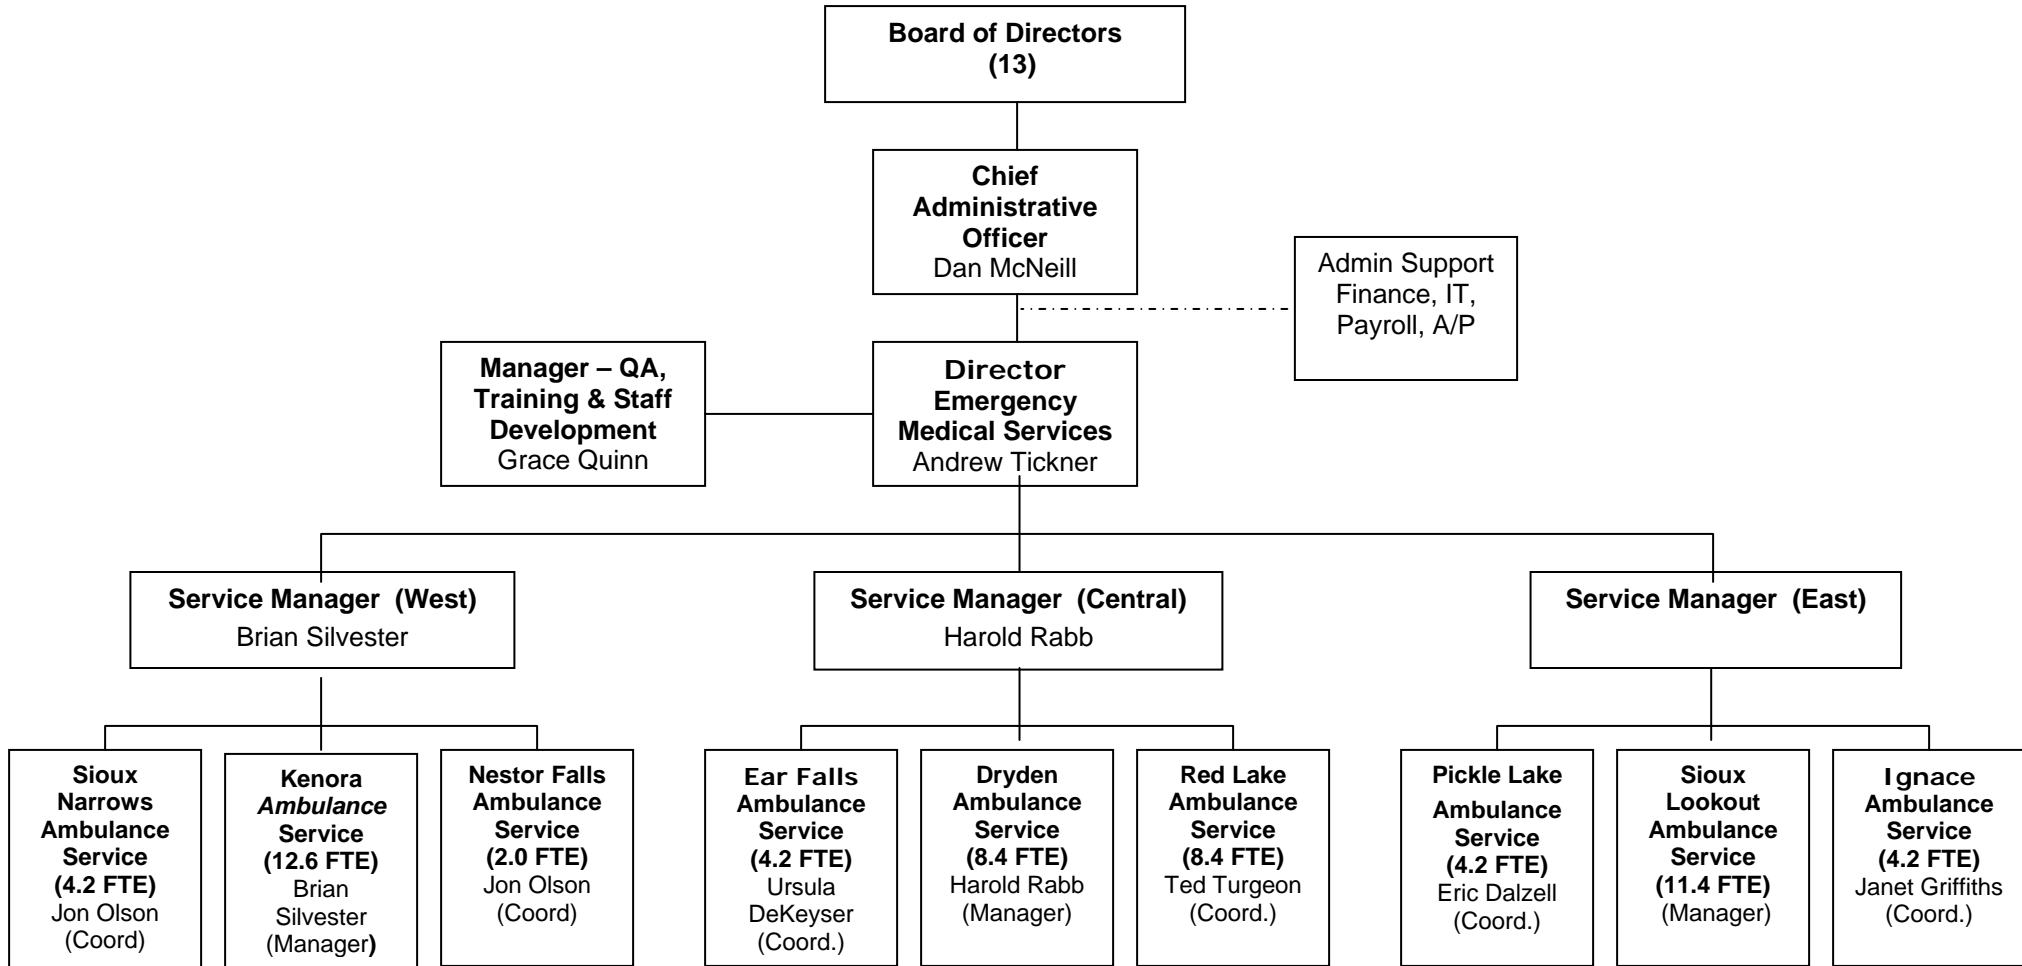 Board of Directors
(13)
Chief
Administrative
Officer
Dan McNeill
Admin Support
Finance, IT,
Payroll, A/P
Manager – QA,
Training & Staff
Development
Grace Quinn
Director
Emergency
Medical Services
Andrew Tickner
Service Manager (West)
Brian Silvester
Service Manager (Central)
Harold Rabb
Service Manager (East)
Sioux
Narrows
Ambulance
Service
(4.2 FTE)
Jon Olson
(Coord)
Kenora
Ambulance
Service
(12.6 FTE)
Brian
Silvester
(Manager)
Nestor Falls
Ambulance
Service
(2.0 FTE)
Jon Olson
(Coord)
Ear Falls
Ambulance
Service
(4.2 FTE)
Ursula
DeKeyser
(Coord.)
Dryden
Ambulance
Service
(8.4 FTE)
Harold Rabb
(Manager)
Red Lake
Ambulance
Service
(8.4 FTE)
Ted Turgeon
(Coord.)
Pickle Lake
Ambulance
Service
(4.2 FTE)
Eric Dalzell
(Coord.)
Sioux
Lookout
Ambulance
Service
(11.4 FTE)
(Manager)
Ignace
Ambulance
Service
(4.2 FTE)
Janet Griffiths
(Coord.)